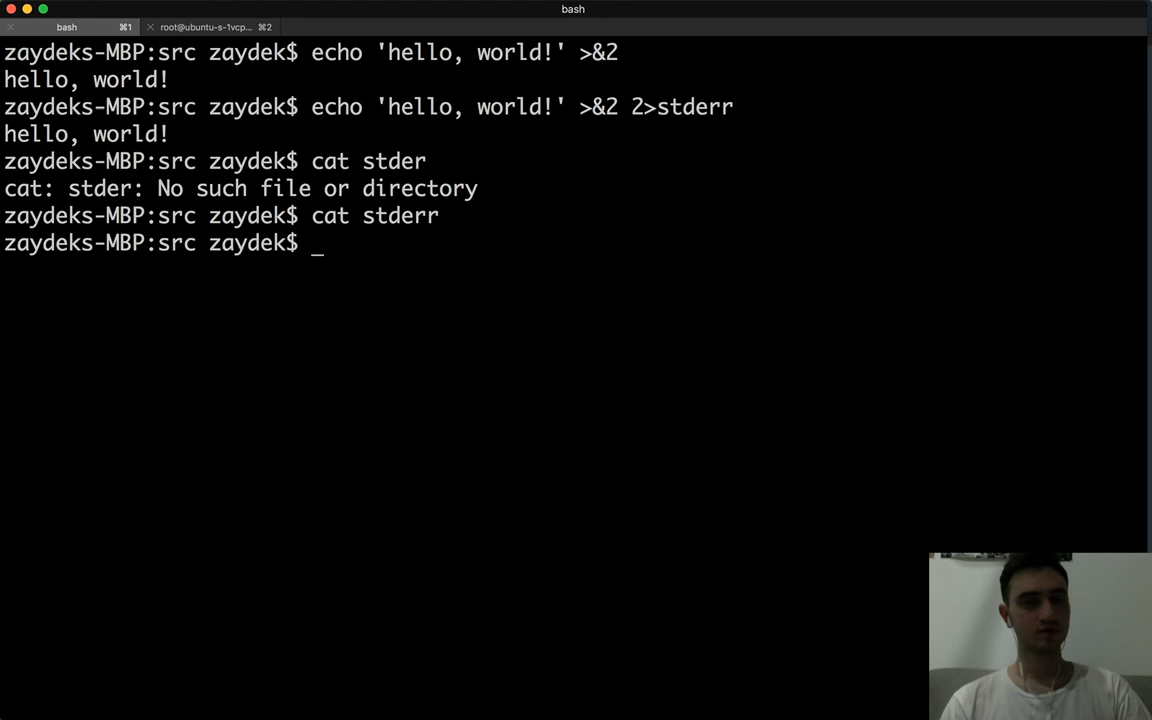 bash
bash ⌘1
root@ubuntu-s-1vcp... ⌘2
zaydeks-MBP:src zaydek$ echo 'hello, world!' >&2
hello, world!
zaydeks-MBP:src zaydek$ echo 'hello, world!' >&2 2>stderr
hello, world!
zaydeks-MBP:src zaydek$ cat stder
cat: stder: No such file or directory
zaydeks-MBP:src zaydek$ cat stderr
zaydeks-MBP:src zaydek$ _